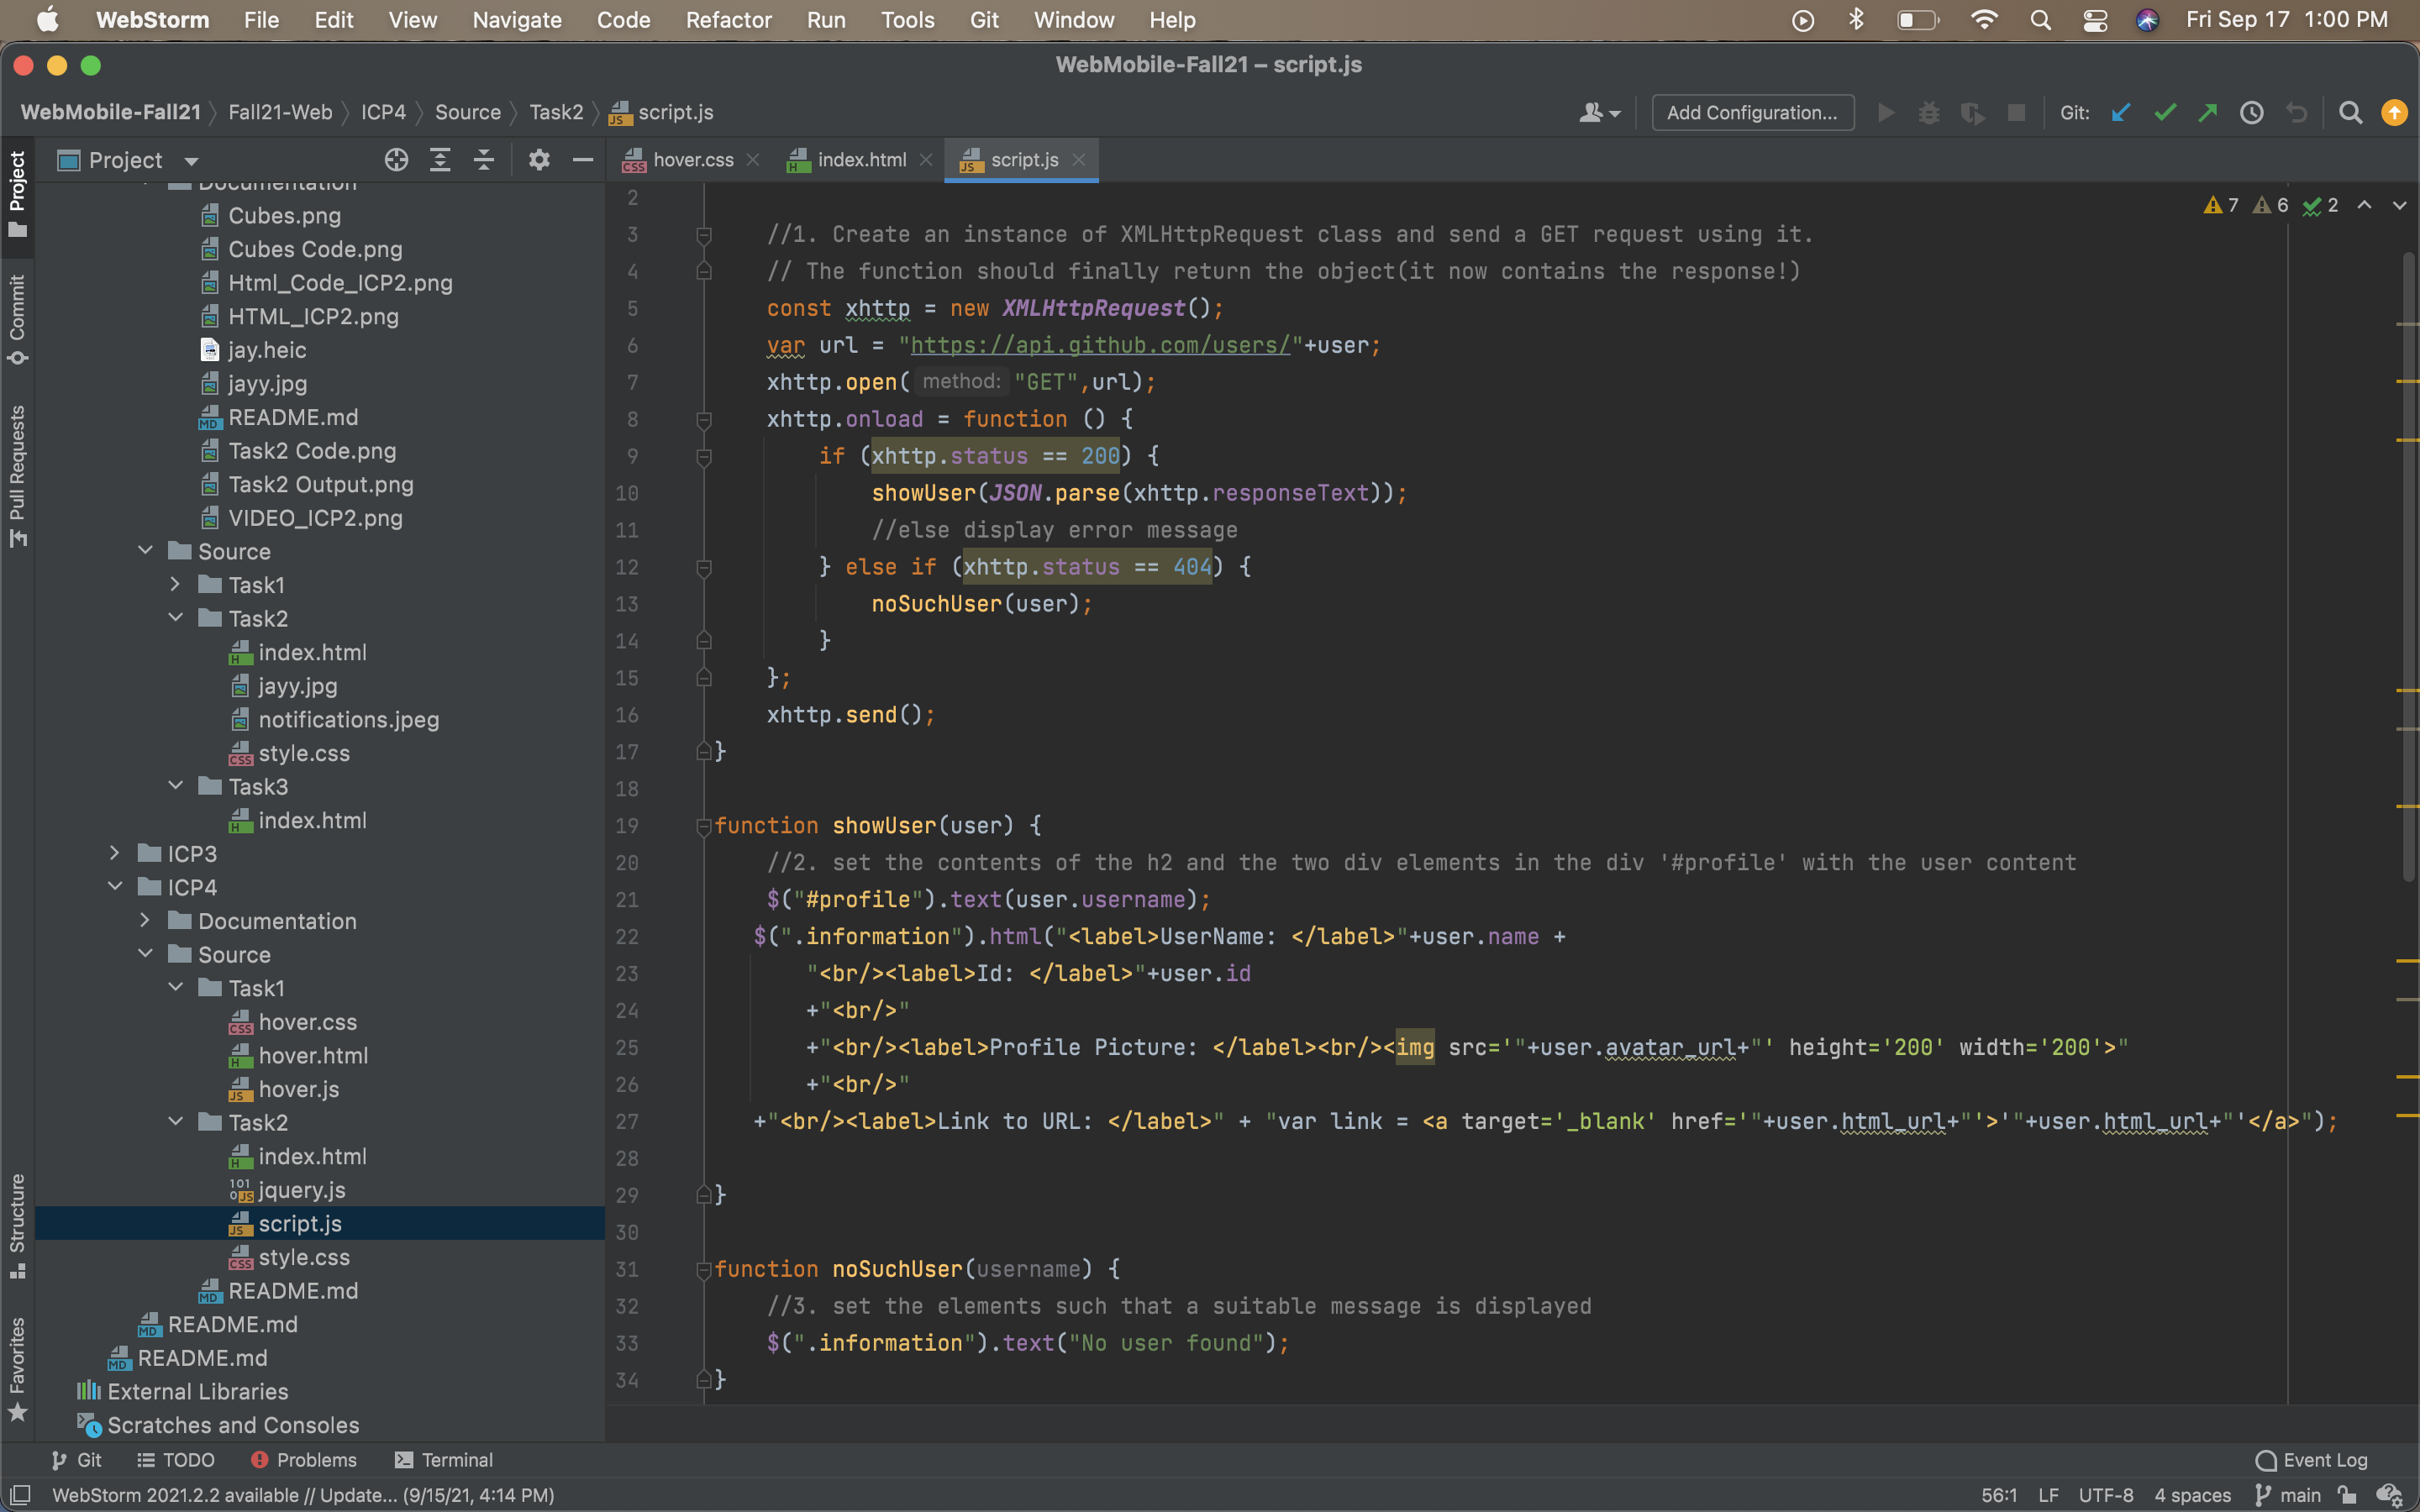 WebStorm File Edit View Navigate Code Refactor Run Tools Git Window Help Fri Sep 17 1:00 PM
WebMobile-Fall21 – script.js
WebMobile-Fall21 Fall21-Web ICP4 Source Task2 script.js Add Configuration... Git:
Project
hover.css index.html script.js
7 6 2
Project
Commit
Pull Requests
Structure
Favorites
Documentation
Cubes.png
Cubes Code.png
Html_Code_ICP2.png
HTML_ICP2.png
jay.heic
jayy.jpg
README.md
Task2 Code.png
Task2 Output.png
VIDEO_ICP2.png
Source
Task1
Task2
index.html
jayy.jpg
notifications.jpeg
style.css
Task3
index.html
ICP3
ICP4
Documentation
Source
Task1
hover.css
hover.html
hover.js
Task2
index.html
jquery.js
script.js
style.css
README.md
README.md
README.md
External Libraries
Scratches and Consoles
2
3 //1. Create an instance of XMLHttpRequest class and send a GET request using it.
4 // The function should finally return the object(it now contains the response!)
5 const xhttp = new XMLHttpRequest();
6 var url = "https://api.github.com/users/"+user;
7 xhttp.open( method: "GET",url);
8 xhttp.onload = function () {
9 if (xhttp.status == 200) {
10 showUser(JSON.parse(xhttp.responseText));
11 //else display error message
12 } else if (xhttp.status == 404) {
13 noSuchUser(user);
14 }
15 };
16 xhttp.send();
17 }
18
19 function showUser(user) {
20 //2. set the contents of the h2 and the two div elements in the div '#profile' with the user content
21 $("#profile").text(user.username);
22 $(".information").html("<label>UserName: </label>"+user.name +
23 "<br/><label>Id: </label>"+user.id
24 +"<br/>"
25 +"<br/><label>Profile Picture: </label><br/><img src='"+user.avatar_url+"' height='200' width='200'>"
26 +"<br/>"
27 +"<br/><label>Link to URL: </label>" + "var link = <a target='_blank' href='"+user.html_url+"'>'"+user.html_url+"'</a>");
28
29 }
30
31 function noSuchUser(username) {
32 //3. set the elements such that a suitable message is displayed
33 $(".information").text("No user found");
34 }
Git TODO Problems Terminal Event Log
WebStorm 2021.2.2 available // Update... (9/15/21, 4:14 PM) 56:1 LF UTF-8 4 spaces main